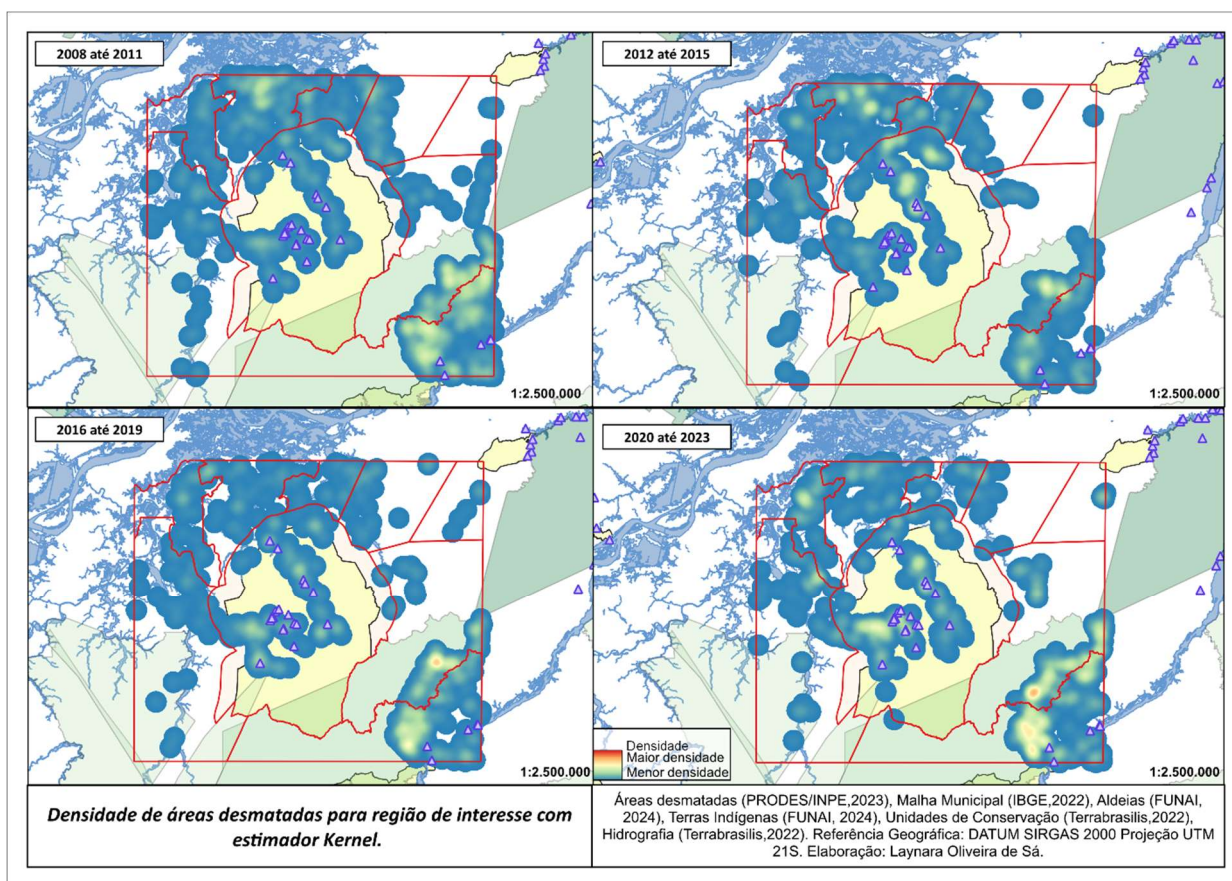 2008 até 2011
2012 até 2015
1:2.500.000
1:2.500.000
2016 até 2019
2020 até 2023
Densidade
Maior densidade
Menor densidade
1:2.500.000
1:2.500.000
Densidade de áreas desmatadas para região de interesse com
estimador Kernel.
Áreas desmatadas (PRODES/INPE,2023), Malha Municipal (IBGE,2022), Aldeias (FUNAI,
2024), Terras Indígenas (FUNAI, 2024), Unidades de Conservação (Terrabrasilis,2022),
Hidrografia (Terrabrasilis,2022). Referência Geográfica: DATUM SIRGAS 2000 Projeção UTM
21S. Elaboração: Laynara Oliveira de Sá.